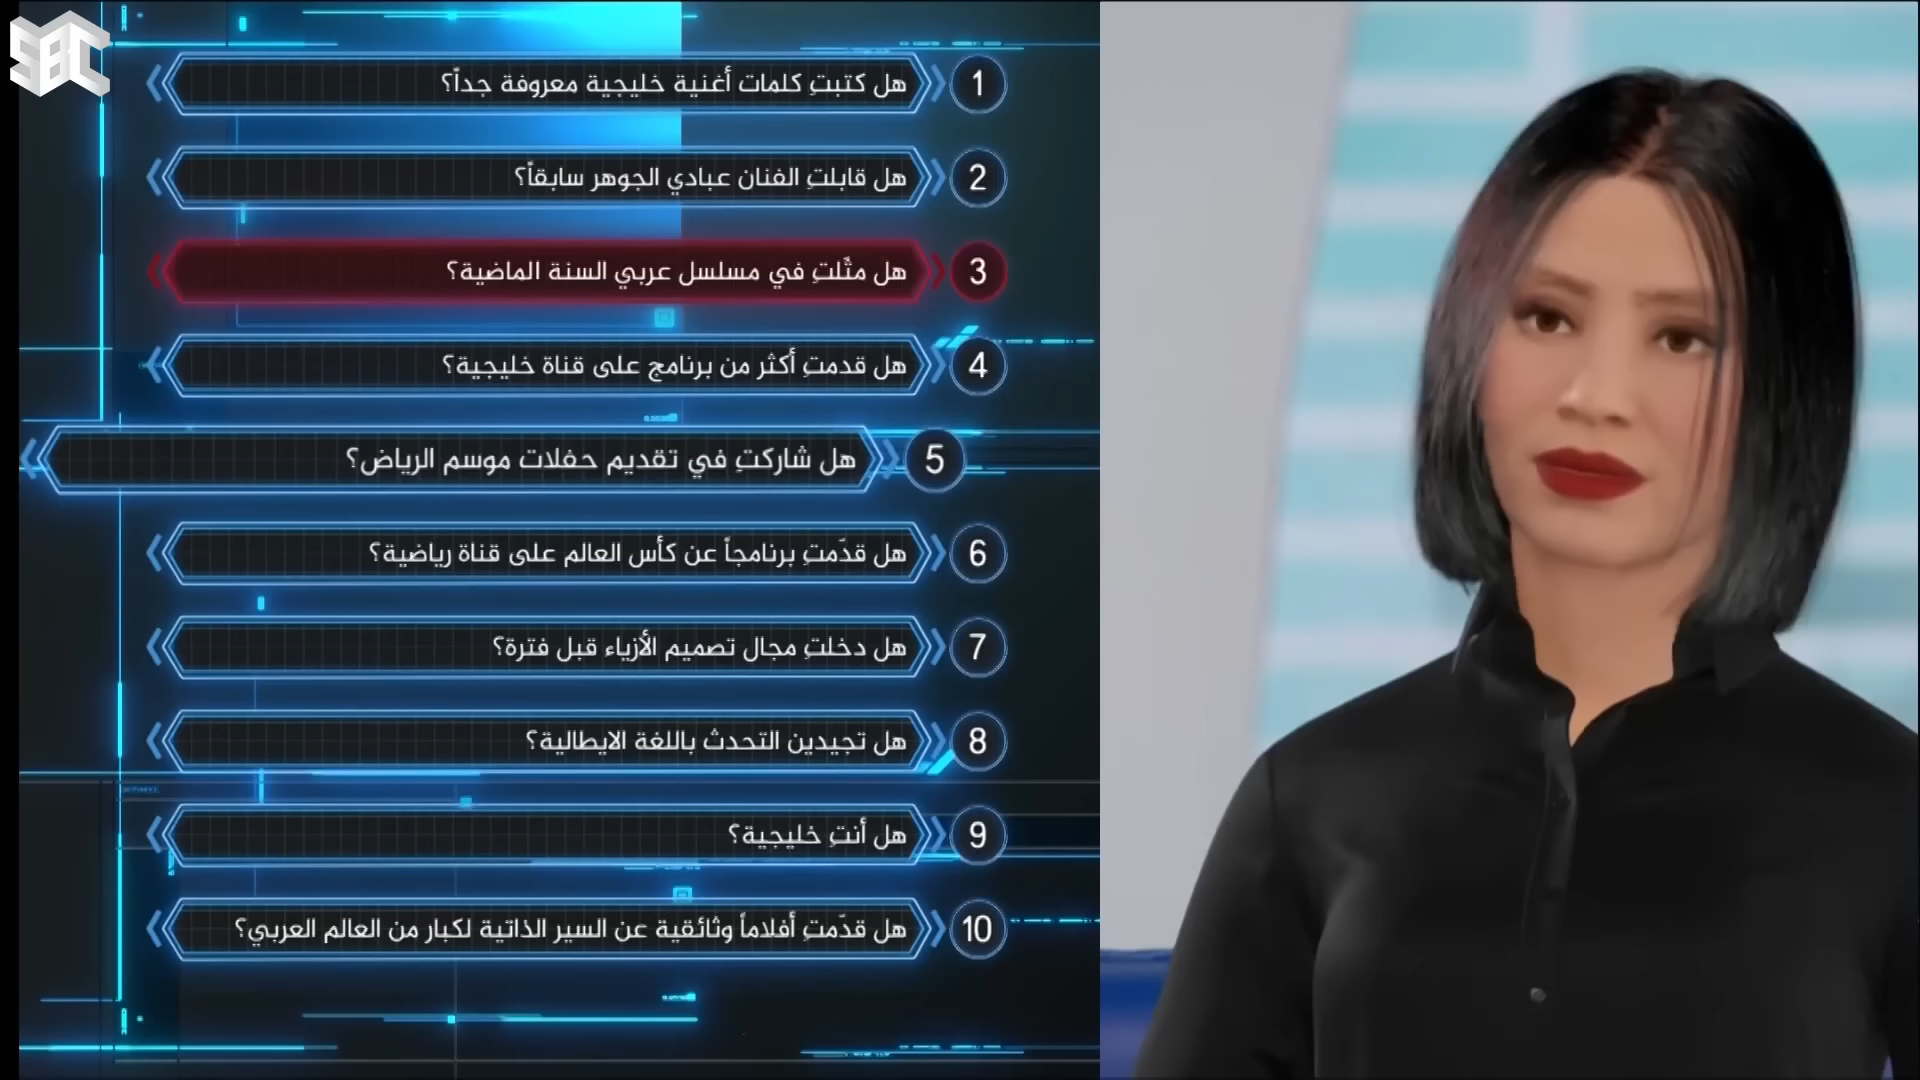 SBC
1 هل كتبتِ كلمات أغنية خليجية معروفة جداً؟
2 هل قابلتِ الفنان عبادي الجوهر سابقاً؟
3 هل مثّلتِ في مسلسل عربي السنة الماضية؟
4 هل قدمتِ أكثر من برنامج على قناة خليجية؟
5 هل شاركتِ في تقديم حفلات موسم الرياض؟
6 هل قدّمتِ برنامجاً عن كأس العالم على قناة رياضية؟
7 هل دخلتِ مجال تصميم الأزياء قبل فترة؟
8 هل تجيدين التحدث باللغة الايطالية؟
9 هل أنتِ خليجية؟
10 هل قدّمتِ أفلاماً وثائقية عن السير الذاتية لكبار من العالم العربي؟